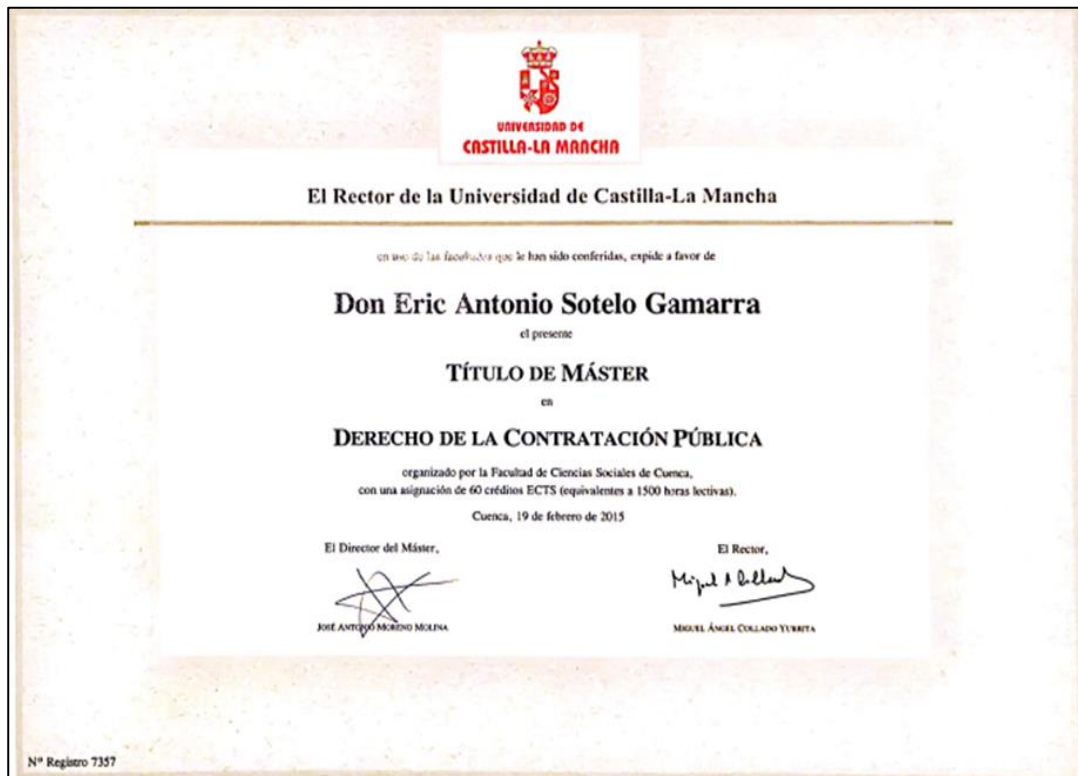 UNIVERSIDAD DE
CASTILLA-LA MANCHA
El Rector de la Universidad de Castilla-La Mancha
en uso de las facultades que le han sido conferidas, expide a favor de
Don Eric Antonio Sotelo Gamarra
el presente
TÍTULO DE MÁSTER
en
DERECHO DE LA CONTRATACIÓN PÚBLICA
organizado por la Facultad de Ciencias Sociales de Cuenca,
con una asignación de 60 créditos ECTS (equivalentes a 1500 horas lectivas).
Cuenca, 19 de febrero de 2015
El Director del Máster,
El Rector,
JOSÉ ANTONIO MORENO MOLINA
MIGUEL ÁNGEL COLLADO YURRITA
Nº Registro 7357